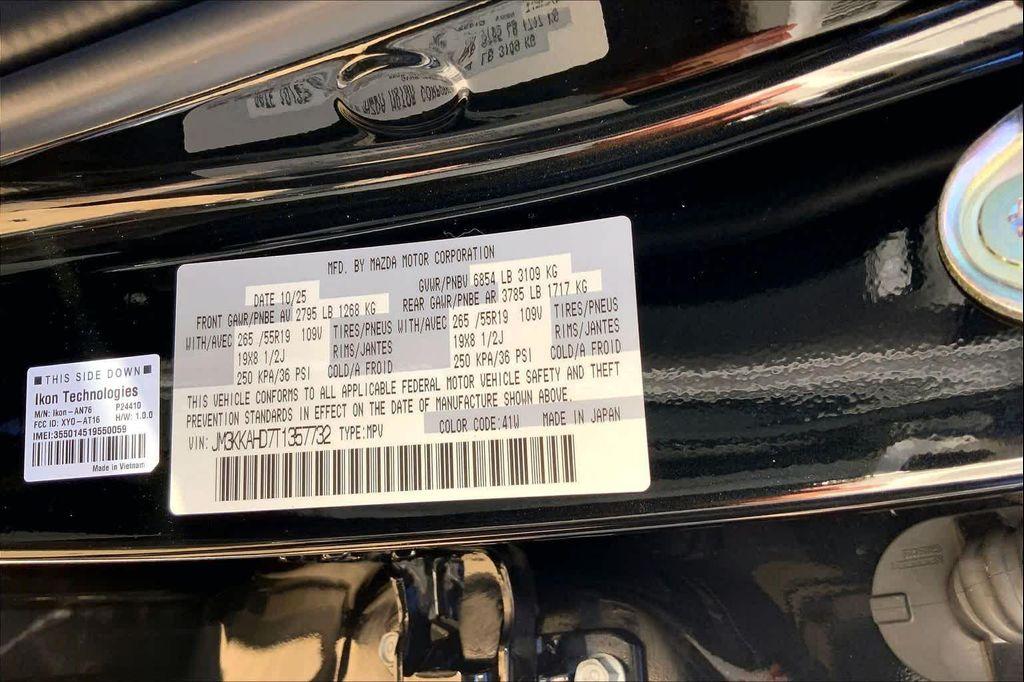 MFD. BY MAZDA MOTOR CORPORATION
DATE 10/25 GVWR/PNBV 6854 LB 3109 KG
FRONT GAWR/PNBE AV 2795 LB 1268 KG REAR GAWR/PNBE AR 3785 LB 1717 KG
WITH/AVEC 265 /55R19 109V TIRES/PNEUS WITH/AVEC 265 /55R19 109V TIRES/PNEUS
19X8 1/2J RIMS/JANTES 19X8 1/2J RIMS/JANTES
250 KPA/36 PSI COLD/A FROID 250 KPA/36 PSI COLD/A FROID
THIS VEHICLE CONFORMS TO ALL APPLICABLE FEDERAL MOTOR VEHICLE SAFETY AND THEFT
PREVENTION STANDARDS IN EFFECT ON THE DATE OF MANUFACTURE SHOWN ABOVE.
COLOR CODE:41W MADE IN JAPAN
VIN: JM3KKAHD7T1357732 TYPE:MPV
THIS SIDE DOWN
Ikon Technologies
M/N: Ikon-AN76 P24410
FCC ID: XYO-AT16 H/W: 1.0.0
IMEI:355014519550059
Made in Vietnam